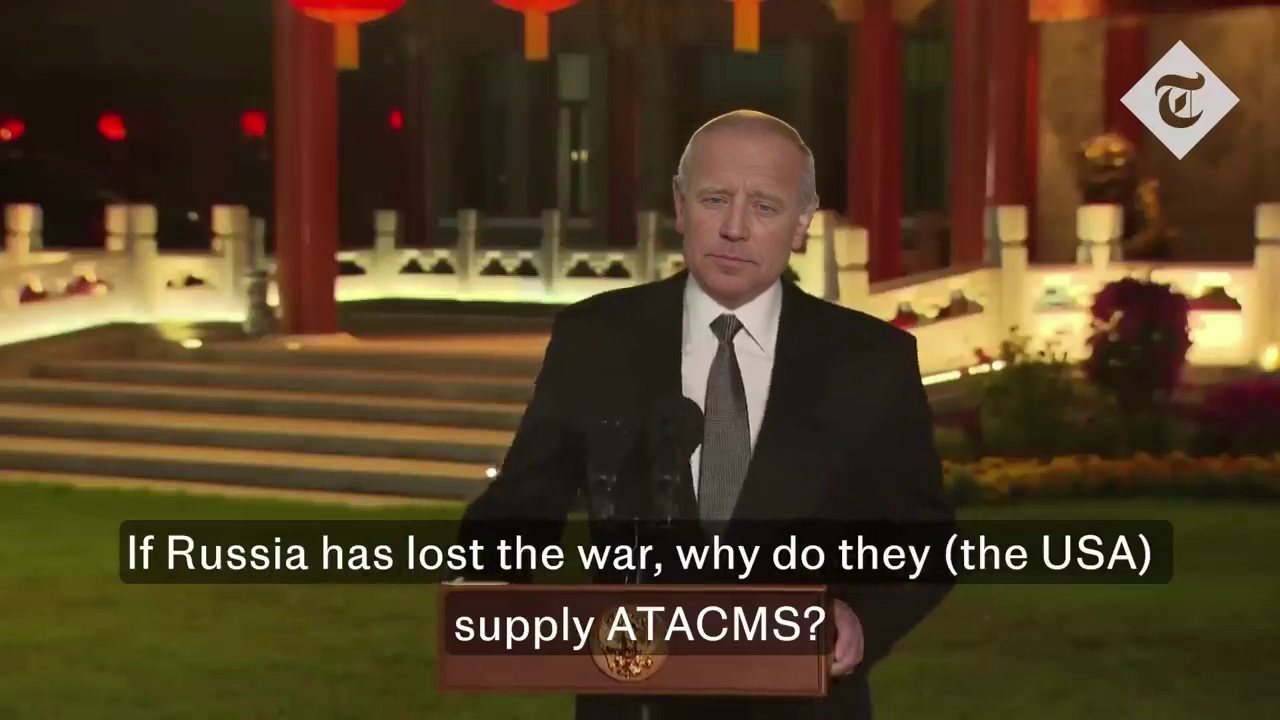 If Russia has lost the war, why do they (the USA)
supply ATACMS?
T